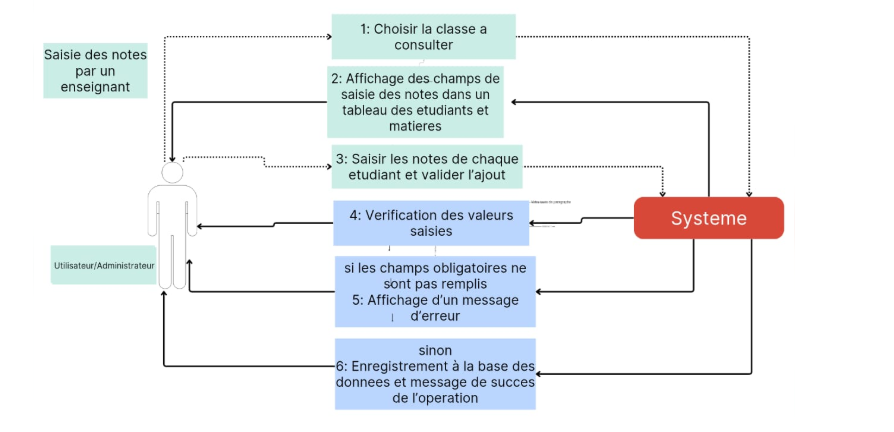 Saisie des notes
par un
enseignant
1: Choisir la classe a
consulter
2: Affichage des champs de
saisie des notes dans un
tableau des etudiants et
matieres
3: Saisir les notes de chaque
etudiant et valider l'ajout
4: Verification des valeurs
saisies
Systeme
Utilisateur/Administrateur
si les champs obligatoires ne
sont pas remplis
5: Affichage d'un message
d'erreur
sinon
6: Enregistrement à la base des
donnees et message de succes
de l'operation